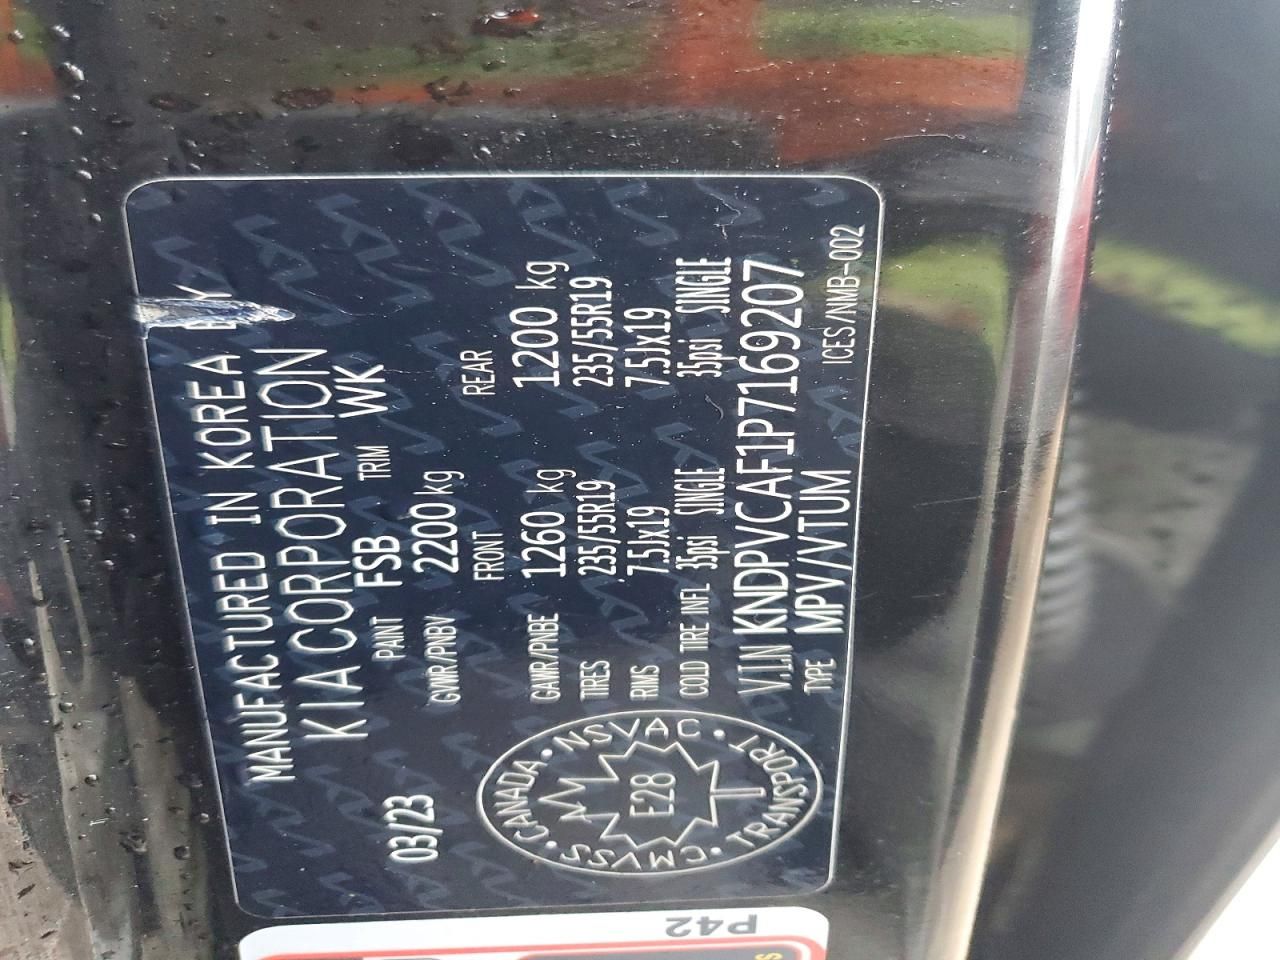 MANUFACTURED IN KOREA BY
KIA CORPORATION
03/23 PAINT FSB TRIM WK
GVWR/PNBV 2200kg
FRONT REAR
GAWR/PNBE 1260 kg 1200 kg
TIRES 235/55R19 235/55R19
RIMS 7.5Jx19 7.5Jx19
COLD TIRE INFL 35psi SINGLE 35psi SINGLE
V.I.N KNDPVCAF1P7169207
TYPE MPV/VTUM ICES/NMB-002
CANADA • NSVAC • TRANSPORT • CMVSS •
E28
P42